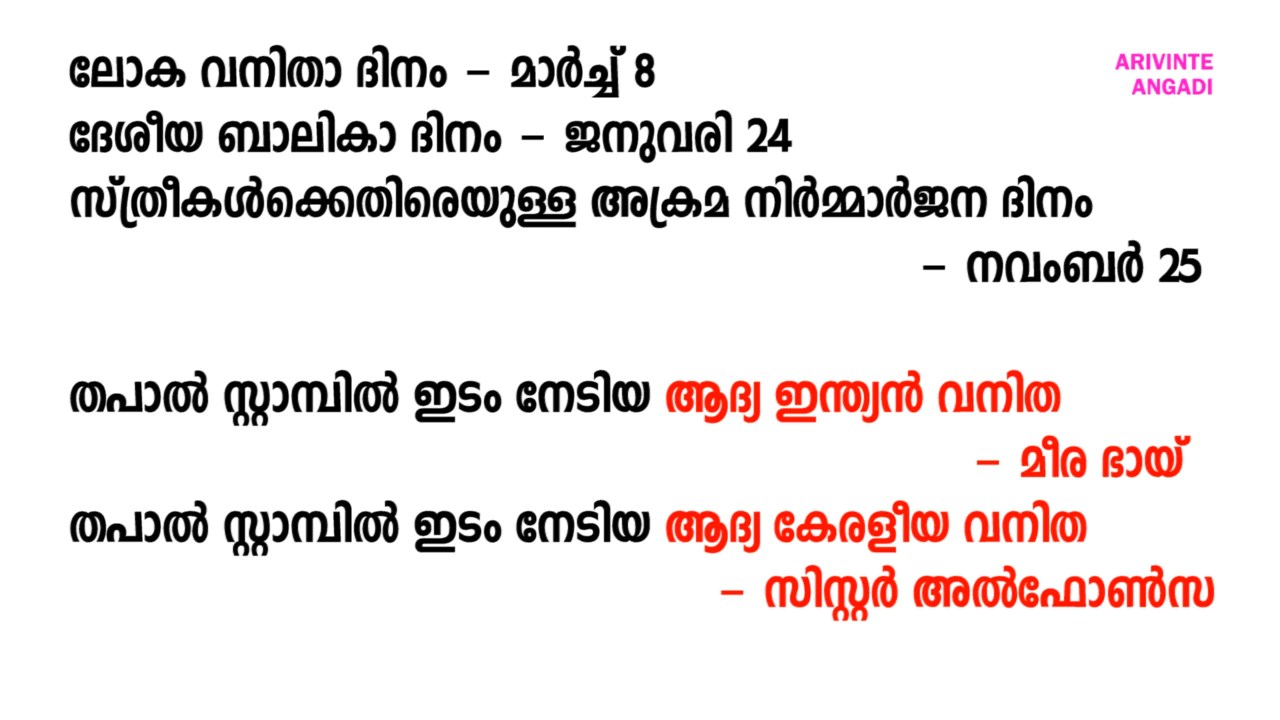 ലോക വനിതാ ദിനം – മാർച്ച് 8
ARIVINTE
ANGADI
ദേശീയ ബാലികാ ദിനം – ജനുവരി 24
സ്ത്രീകൾക്കെതിരെയുള്ള അക്രമ നിർമ്മാർജന ദിനം
– നവംബർ 25
തപാൽ സ്റ്റാമ്പിൽ ഇടം നേടിയ ആദ്യ ഇന്ത്യൻ വനിത
– മീര ഭായ്
തപാൽ സ്റ്റാമ്പിൽ ഇടം നേടിയ ആദ്യ കേരളീയ വനിത
– സിസ്റ്റർ അൽഫോൺസ